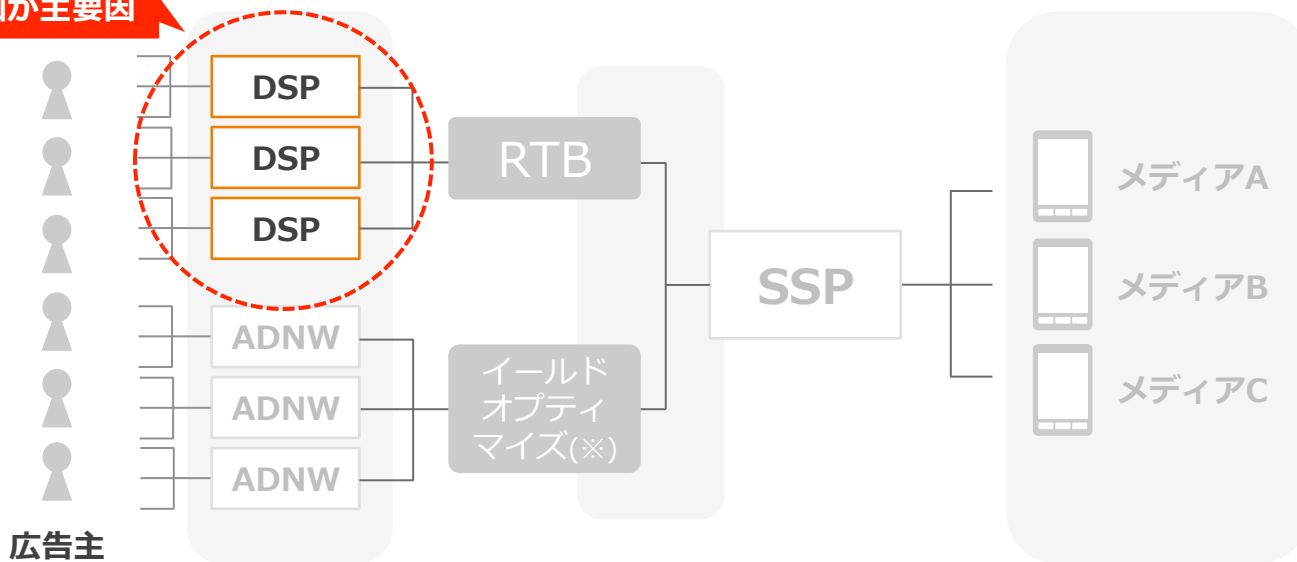 が主要因
DSP
DSP
DSP
RTB
メディアA
SSP
メディアB
ADNW
イールド
オプティ
マイズ(※)
メディアC
ADNW
ADNW
広告主